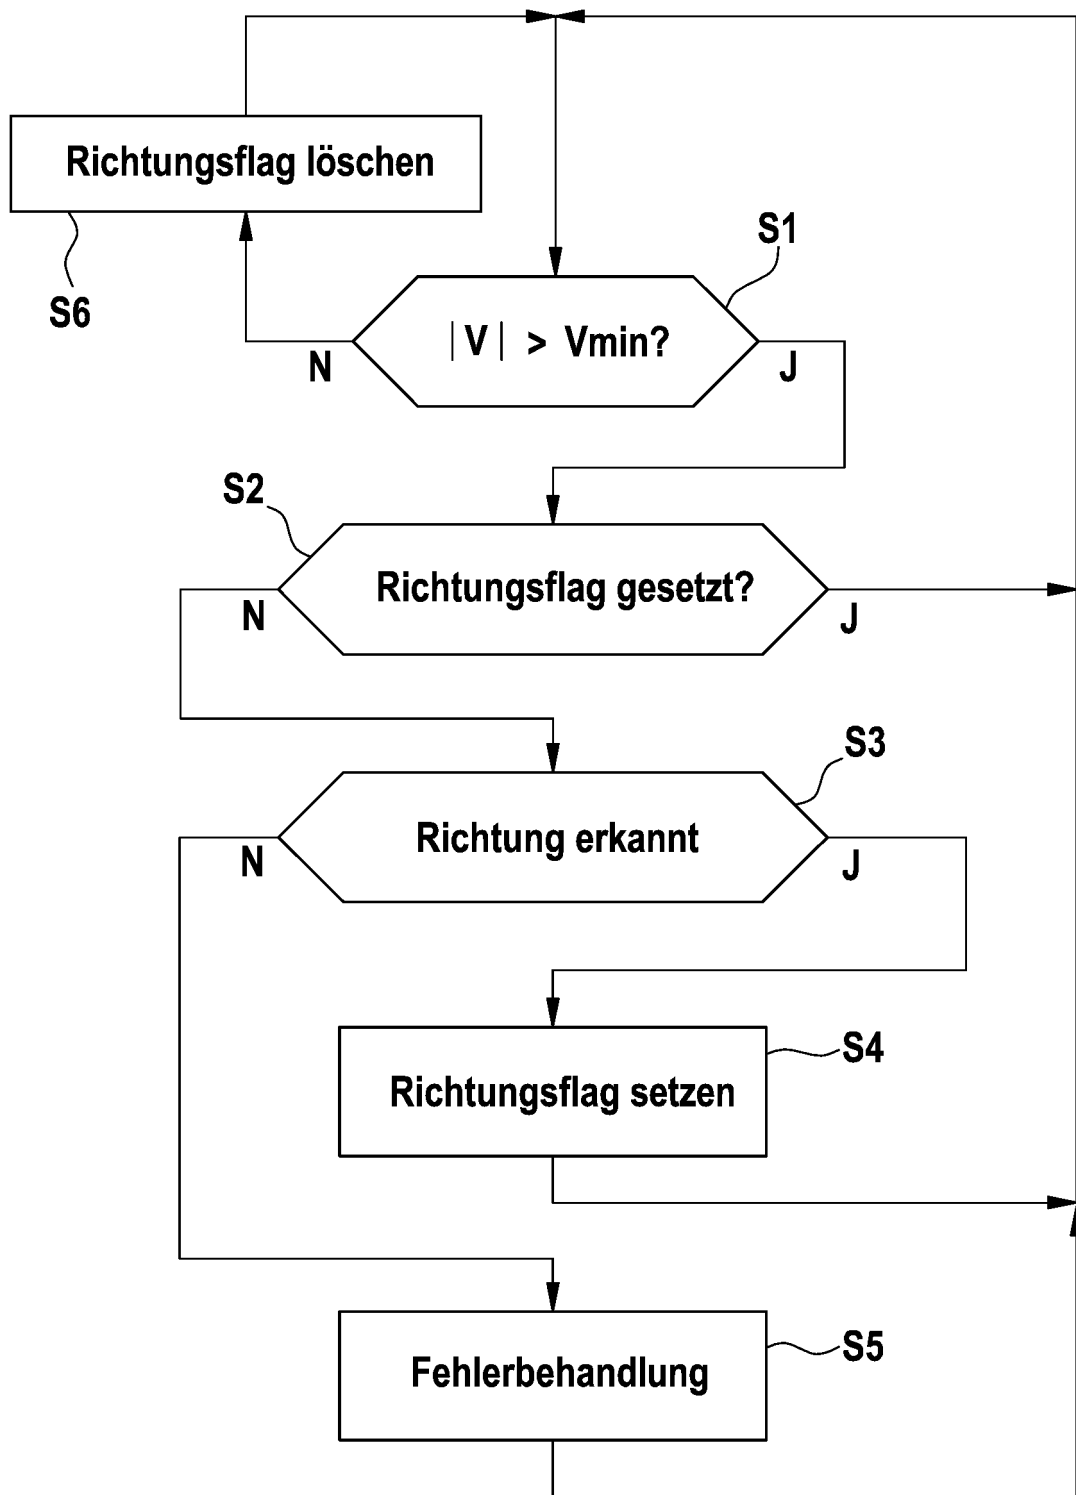 Richtungsflag löschen
S6
S1
|V| > Vmin?
N
J
S2
Richtungsflag gesetzt?
N
J
S3
Richtung erkannt
N
J
Richtungsflag setzen
S4
Fehlerbehandlung
S5